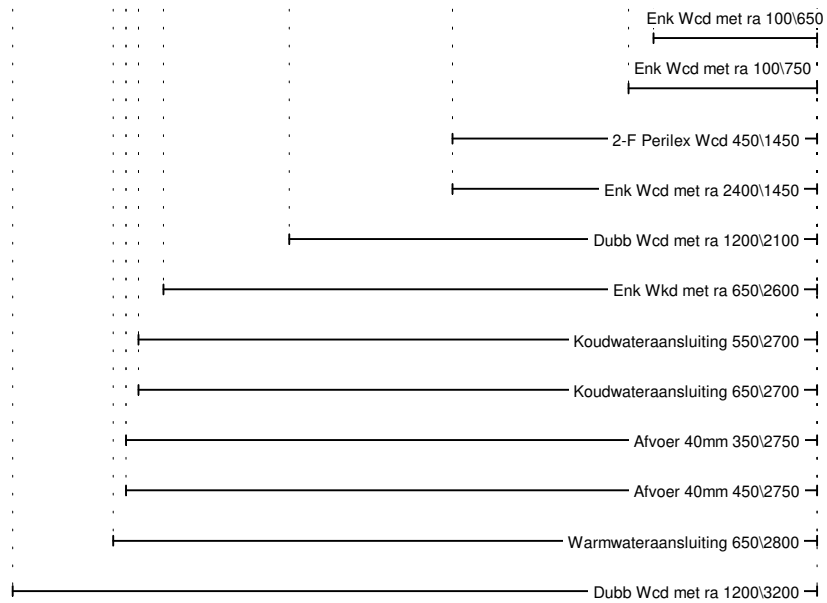 Enk Wcd met ra 100\650
Enk Wcd met ra 100\750
2-F Perilex Wcd 450\1450
Enk Wcd met ra 2400\1450
Dubb Wcd met ra 1200\2100
Enk Wkd met ra 650\2600
Koudwateraansluiting 550\2700
Koudwateraansluiting 650\2700
Afvoer 40mm 350\2750
Afvoer 40mm 450\2750
Warmwateraansluiting 650\2800
Dubb Wcd met ra 1200\3200